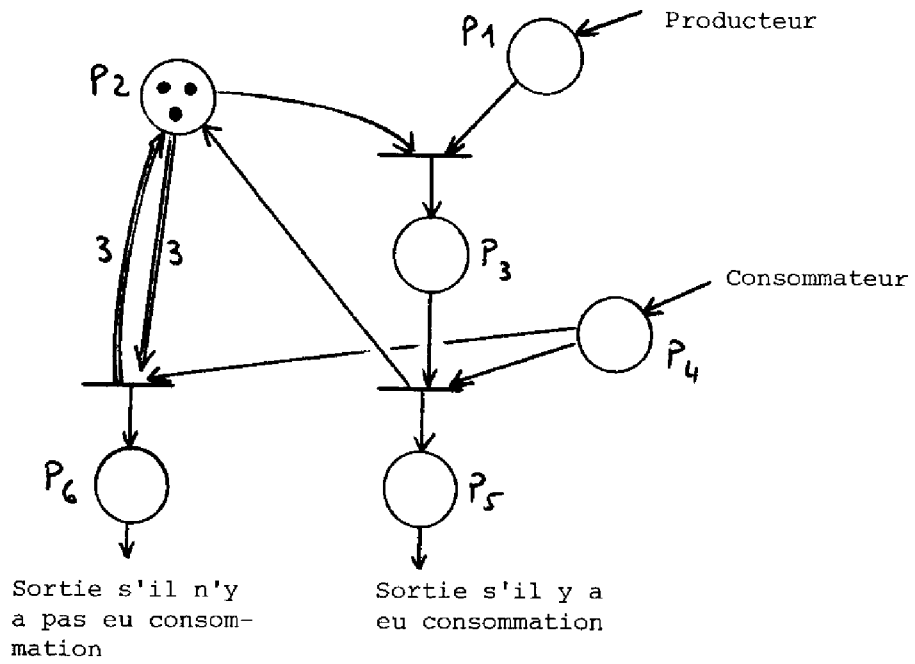 P1
Producteur
P2
3
3
P3
Consommateur
P4
P6
P5
Sortie s'il n'y
a pas eu consom-
mation
Sortie s'il y a
eu consommation